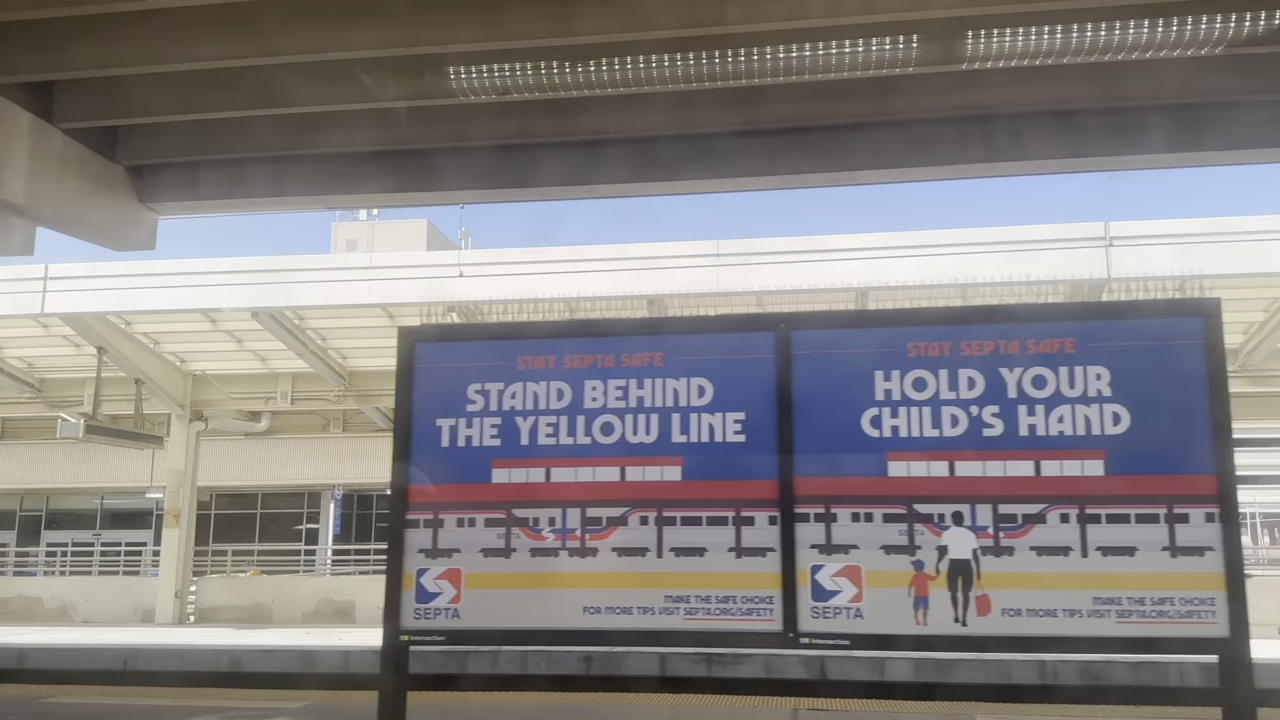 STAY SEPTA SAFE
STAND BEHIND
THE YELLOW LINE
SEPTA
MAKE THE SAFE CHOICE
FOR MORE TIPS VISIT SEPTA.ORG/SAFETY
Intersection
STAY SEPTA SAFE
HOLD YOUR
CHILD'S HAND
SEPTA
MAKE THE SAFE CHOICE
FOR MORE TIPS VISIT SEPTA.ORG/SAFETY
Intersection